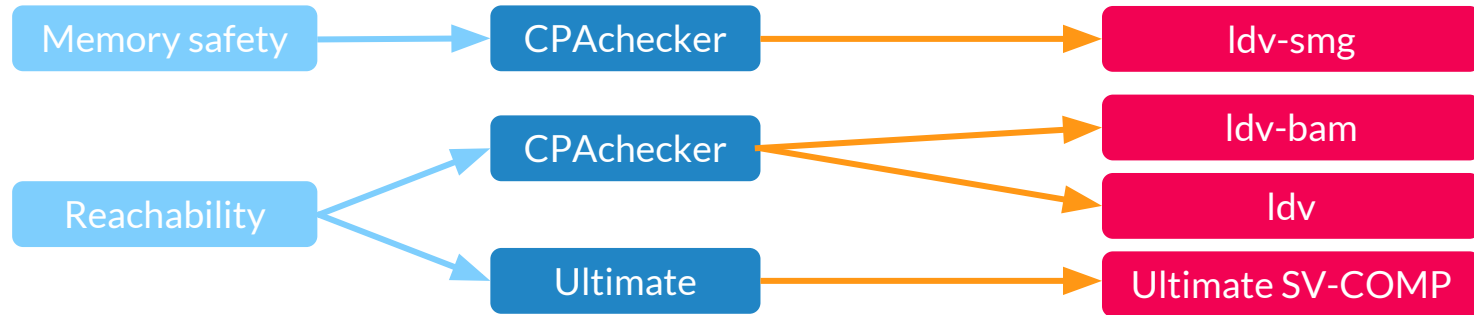 Memory safety
CPAchecker
ldv-smg
Reachability
CPAchecker
ldv-bam
ldv
Ultimate
Ultimate SV-COMP